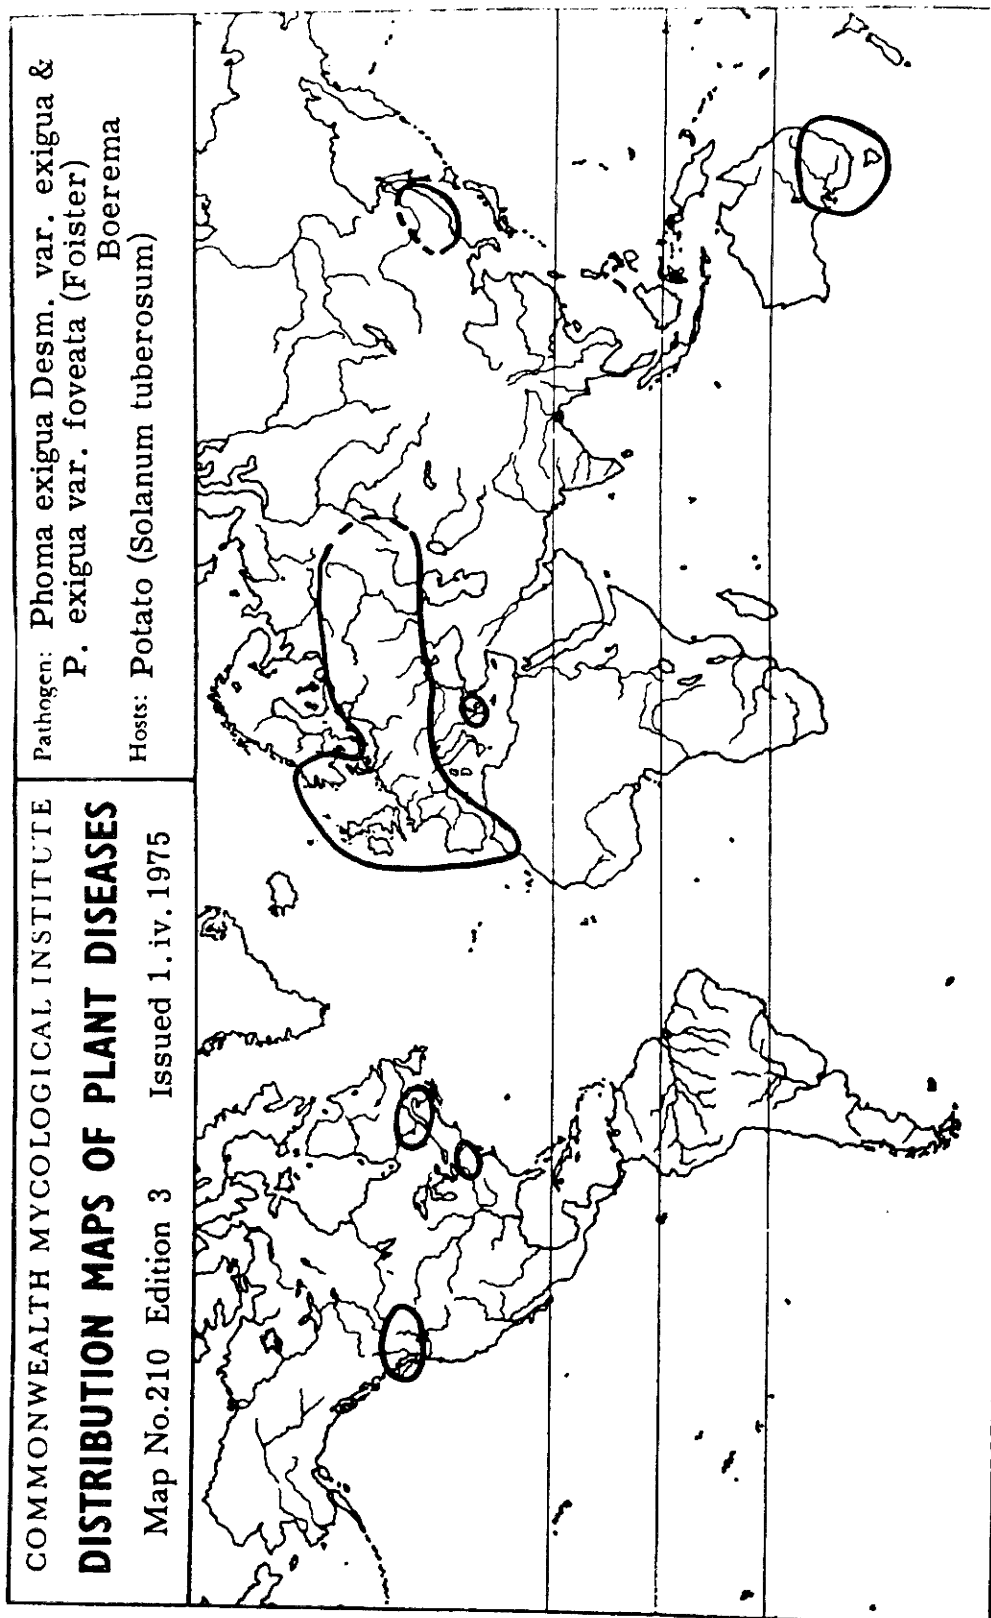 COMMONWEALTH MYCOLOGICAL INSTITUTE
DISTRIBUTION MAPS OF PLANT DISEASES
Map No.210 Edition 3 Issued 1. iv. 1975
Pathogen: Phoma exigua Desm. var. exigua &
P. exigua var. foveata (Foister)
Boerema
Hosts: Potato (Solanum tuberosum)